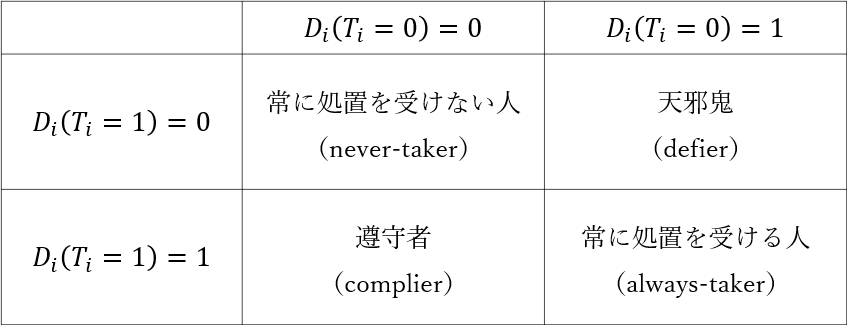 D_i(T_i = 0) = 0
D_i(T_i = 0) = 1
D_i(T_i = 1) = 0
常に処置を受けない人
（never-taker）
天邪鬼
（defier）
D_i(T_i = 1) = 1
遵守者
（complier）
常に処置を受ける人
（always-taker）